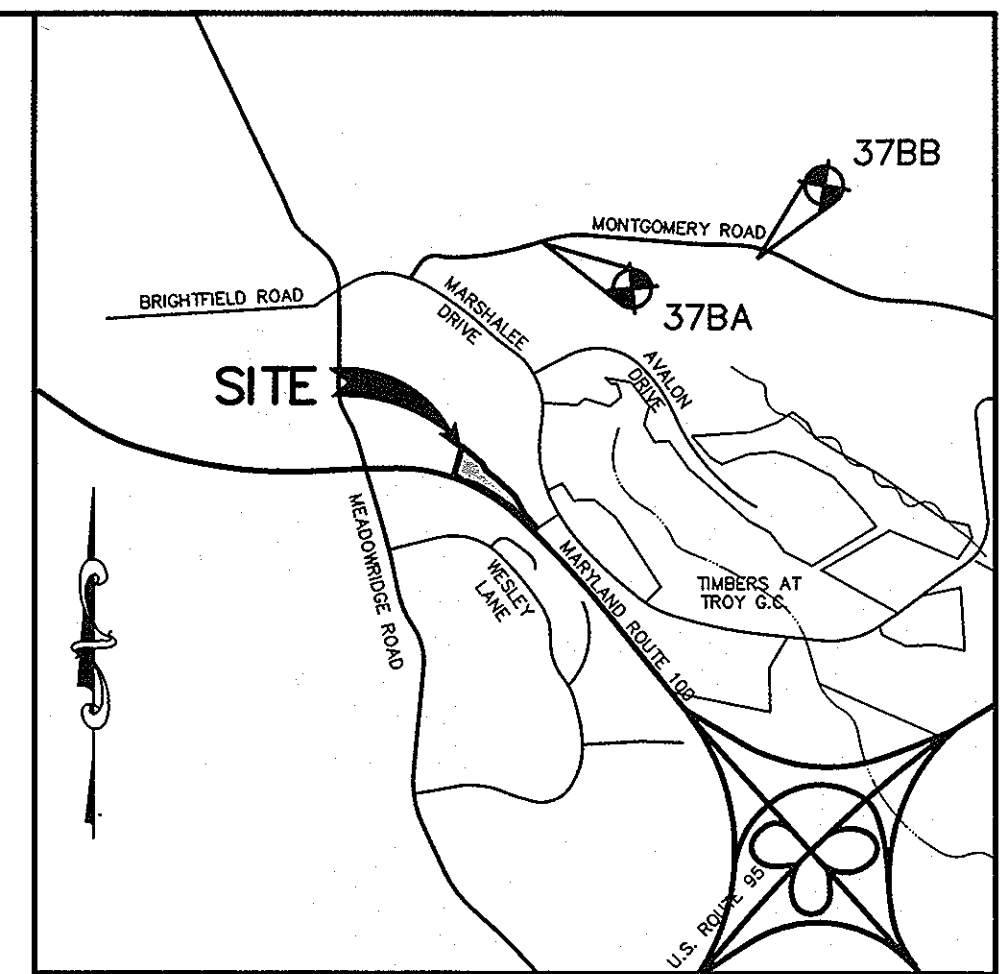 37BB
MONTGOMERY ROAD
BRIGHTFIELD ROAD
MARSHALEE
DRIVE
37BA
SITE
AVALON
DRIVE
MEADOWRIDGE ROAD
WESLEY
LANE
MARYLAND ROUTE 100
TIMBERS AT
TROY G.C.
U.S. ROUTE 95